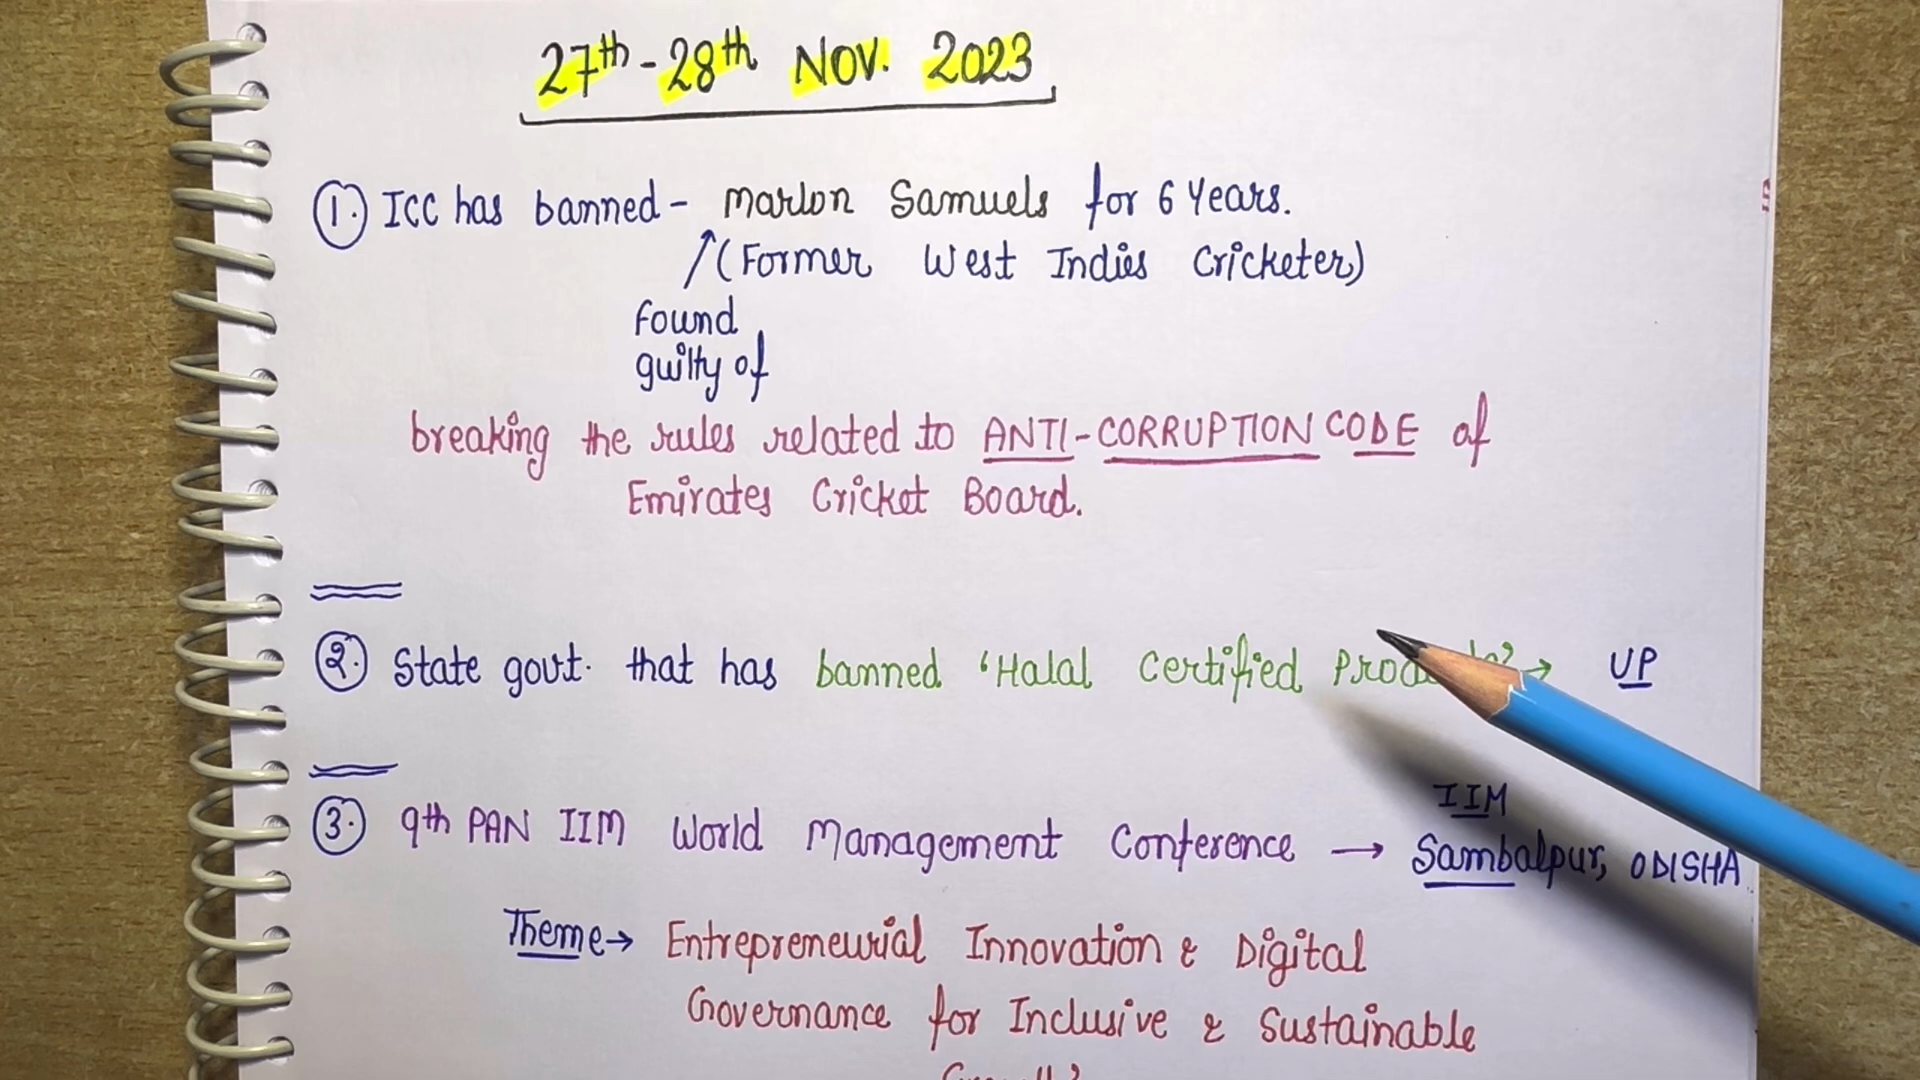 27th - 28th NOV. 2023
1. ICC has banned - Marlon Samuels for 6 Years.
(Former West Indies Cricketer)
found
guilty of
breaking the rules related to ANTI-CORRUPTION CODE of
Emirates Cricket Board.
2. State govt. that has banned 'Halal Certified → UP
IIM
3. 9th PAN IIM World Management Conference → Sambalpur, ODISHA
Theme → Entrepreneurial Innovation & Digital
Governance for Inclusive & Sustainable